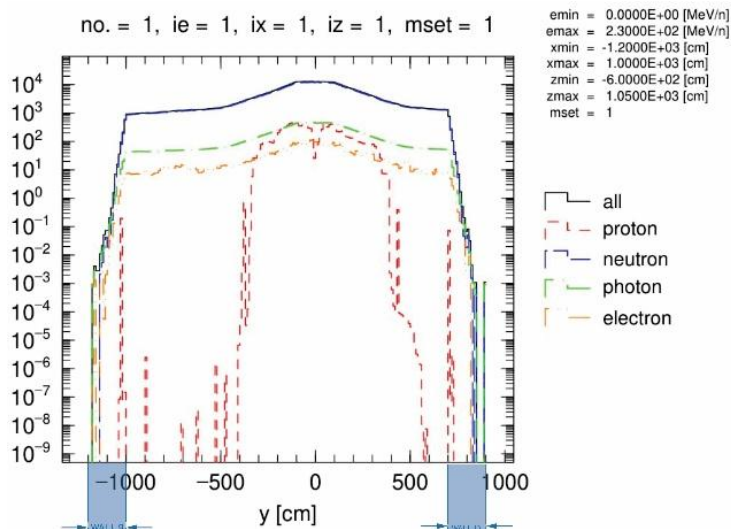 no. = 1, ie = 1, ix = 1, iz = 1, mset = 1
emin = 0.0000E+00 [MeV/n]
emax = 2.3000E+02 [MeV/n]
xmin = -1.2000E+03 [cm]
xmax = 1.0000E+03 [cm]
zmin = -6.0000E+02 [cm]
zmax = 1.0500E+03 [cm]
mset = 1
10⁴
10³
10²
10¹
10⁰
10⁻¹
10⁻²
10⁻³
10⁻⁴
10⁻⁵
10⁻⁶
10⁻⁷
10⁻⁸
10⁻⁹
all
proton
neutron
photon
electron
−1000 −500 0 500 1000
y [cm]